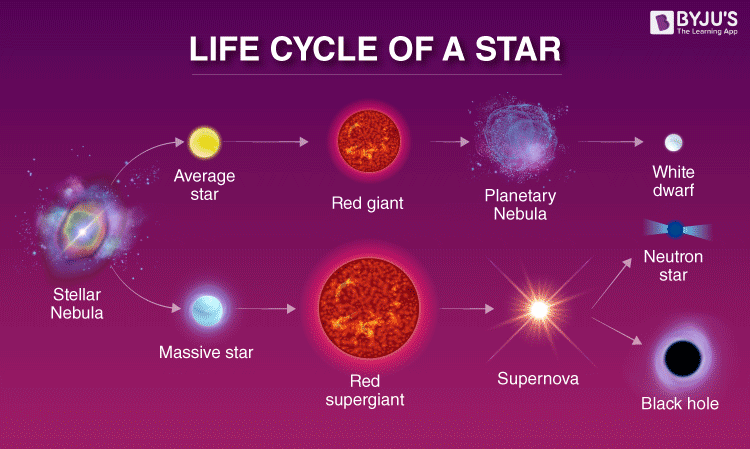 BYJU'S
The Learning App
LIFE CYCLE OF A STAR
Average
star
Red giant
Planetary
Nebula
White
dwarf
Stellar
Nebula
Neutron
star
Massive star
Red
supergiant
Supernova
Black hole